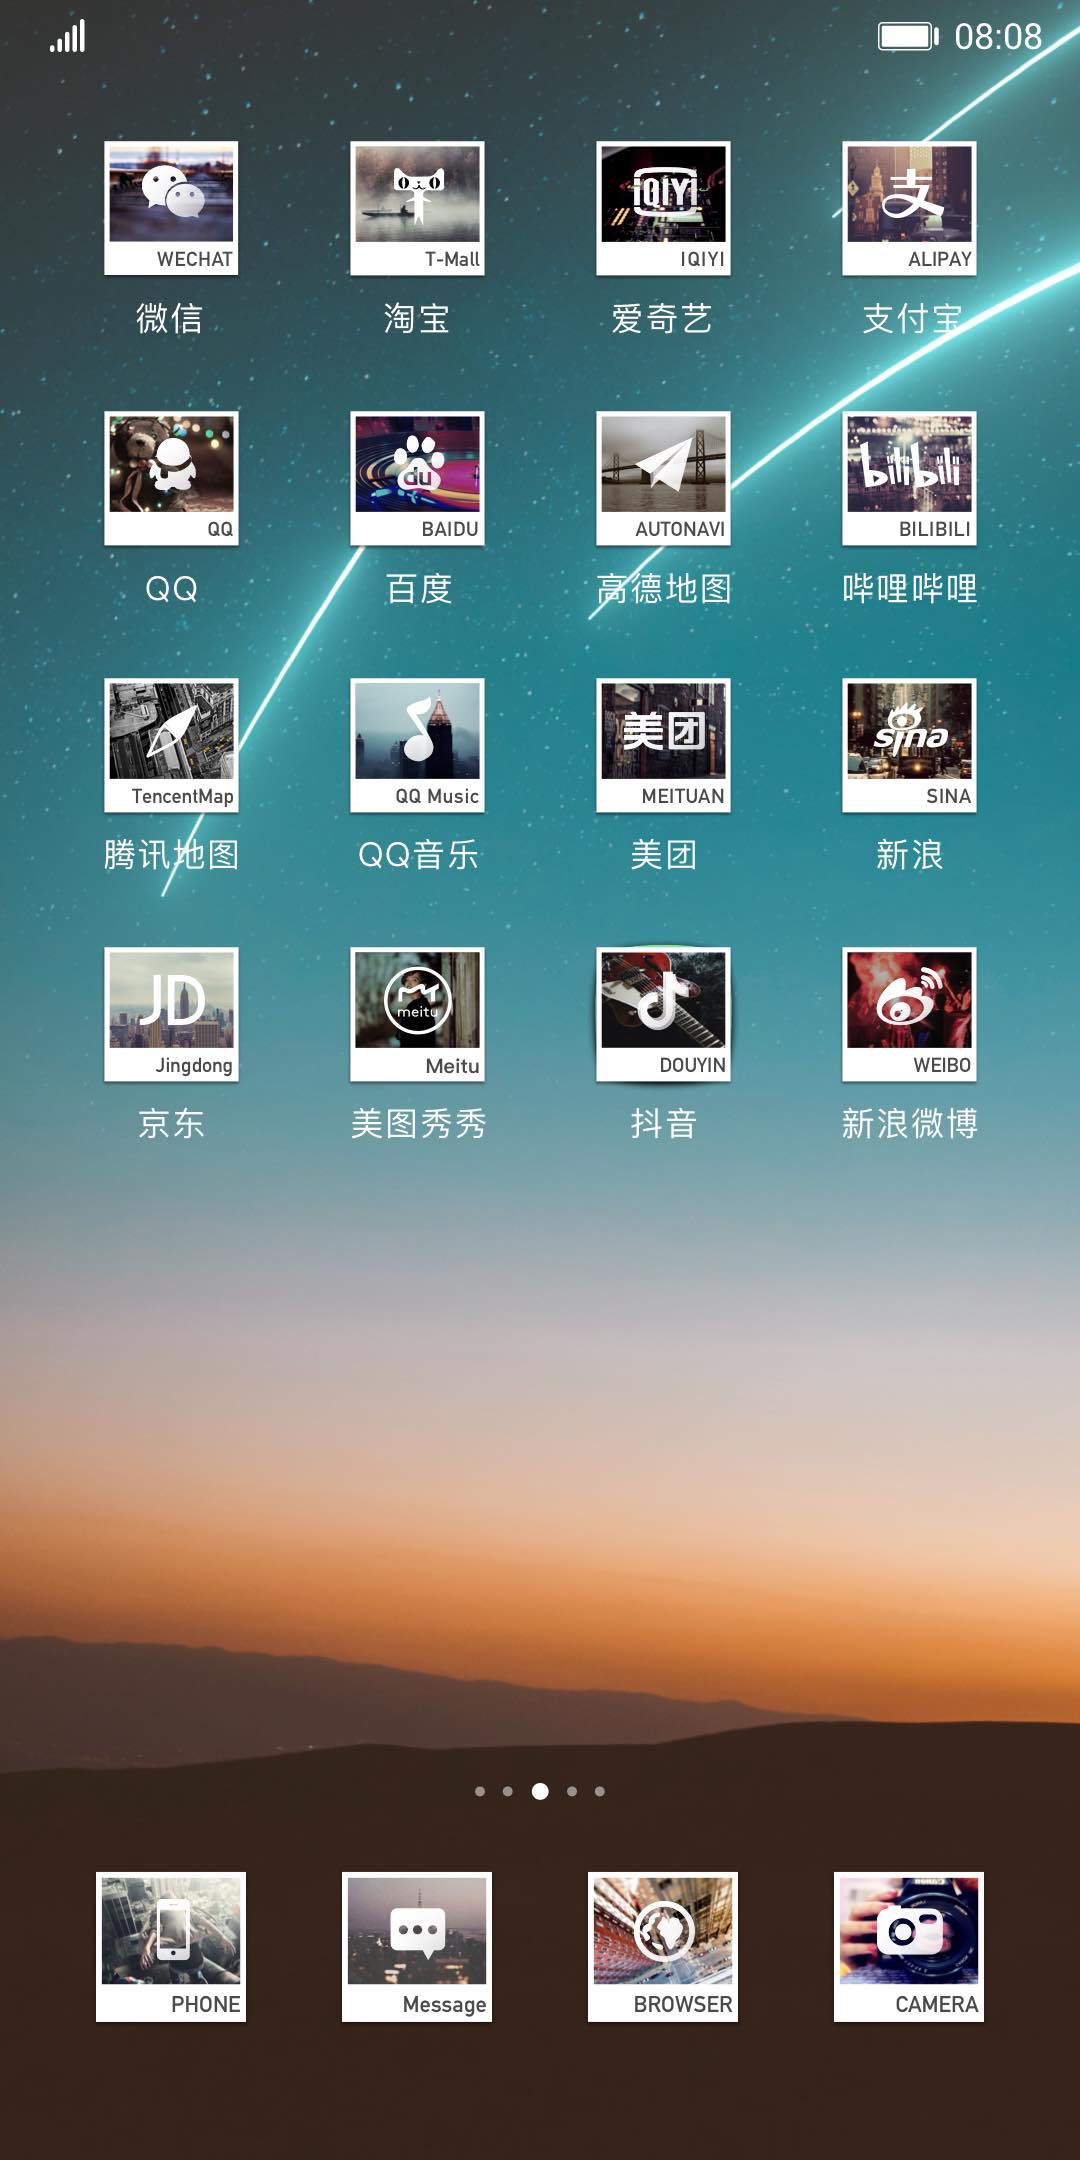 08:08
iQIYI
支
WECHAT
T-Mall
IQIYI
ALIPAY
微信
淘宝
爱奇艺
支付宝
du
bilibili
QQ
BAIDU
AUTONAVI
BILIBILI
QQ
百度
高德地图
哔哩哔哩
美团
sina
TencentMap
QQ Music
MEITUAN
SINA
腾讯地图
QQ音乐
美团
新浪
JD
meitu
Jingdong
Meitu
DOUYIN
WEIBO
京东
美图秀秀
抖音
新浪微博
PHONE
Message
BROWSER
CAMERA